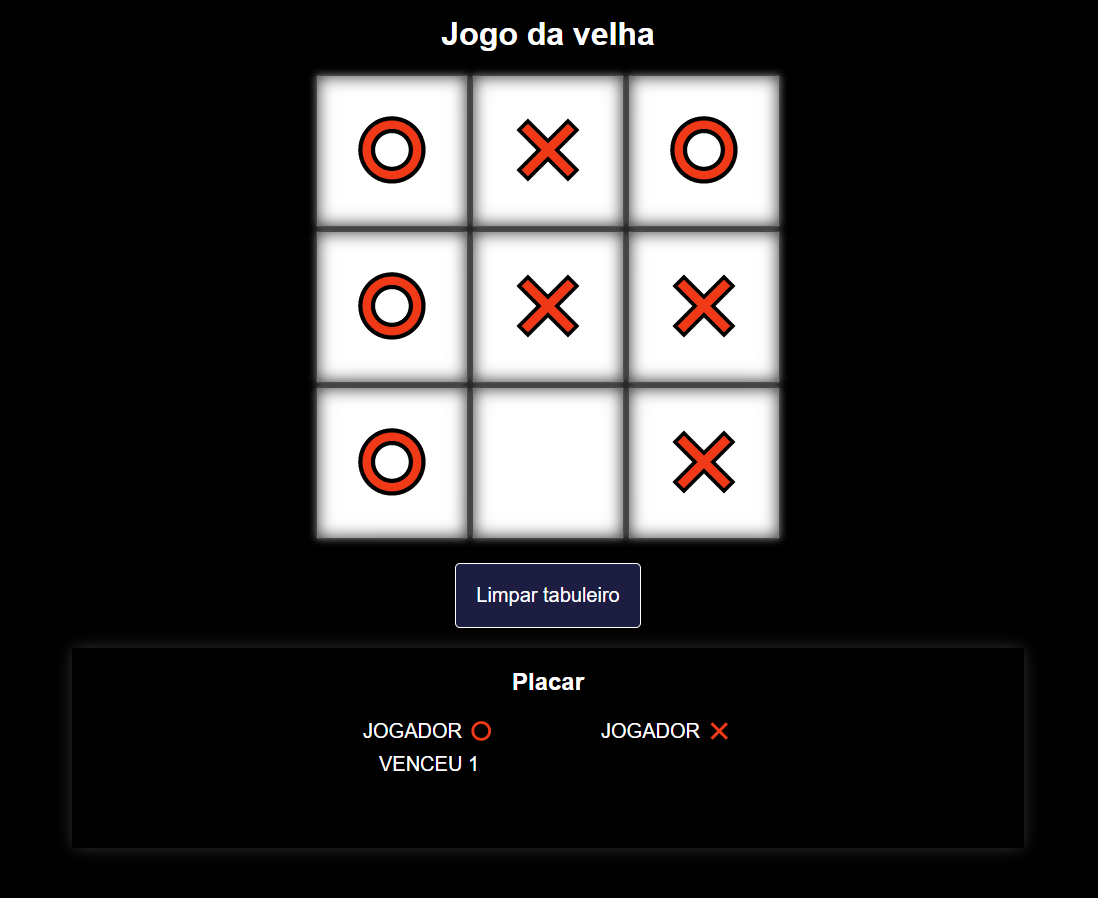 Jogo da velha
Limpar tabuleiro
Placar
JOGADOR JOGADOR
VENCEU 1